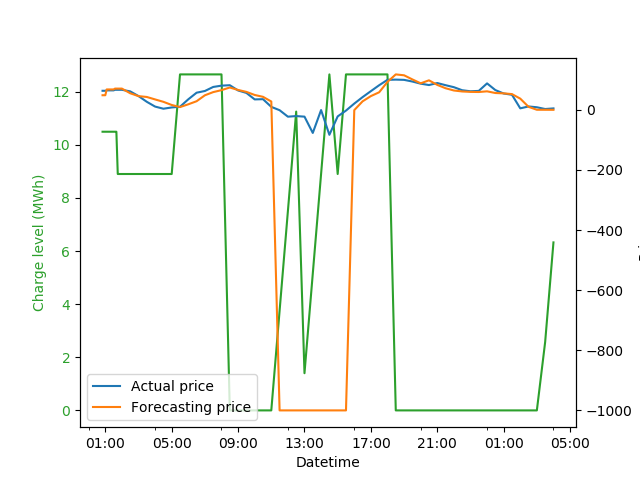 12
10
8
6
4
2
0
Charge level (MWh)
0
−200
−400
−600
−800
−1000
Actual price
Forecasting price
01:00 05:00 09:00 13:00 17:00 21:00 01:00 05:00
Datetime